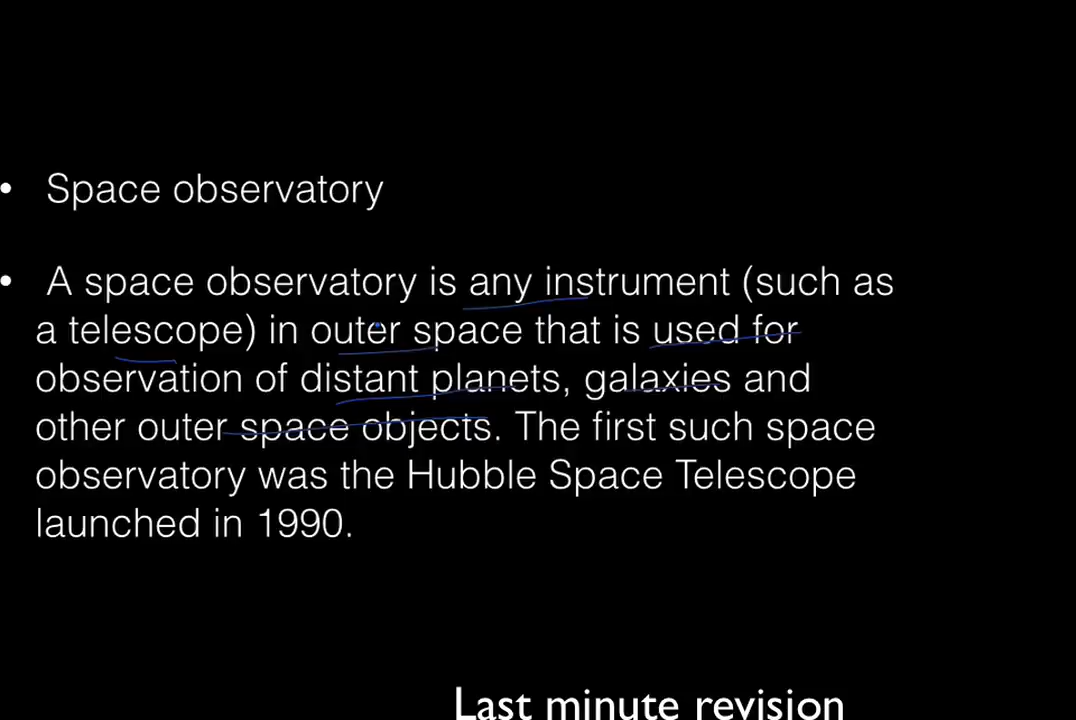 • Space observatory
• A space observatory is any instrument (such as
a telescope) in outer space that is used for
observation of distant planets, galaxies and
other outer space objects. The first such space
observatory was the Hubble Space Telescope
launched in 1990.
Last minute revision